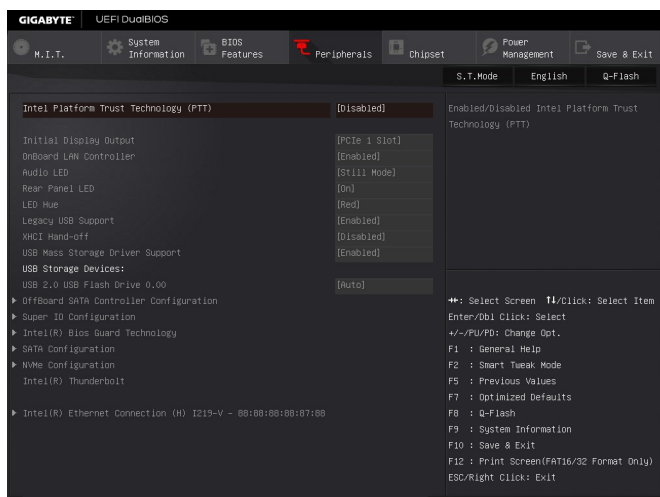 GIGABYTE™ UEFI DualBIOS
M.I.T. System Information BIOS Features Peripherals Chipset Power Management Save & Exit
S.T.Mode English Q-Flash
Intel Platform Trust Technology (PTT) [Disabled]
Enabled/Disabled Intel Platform Trust
Technology (PTT)
Initial Display Output [PCIe 1 Slot]
OnBoard LAN Controller [Enabled]
Audio LED [Still Mode]
Rear Panel LED [On]
LED Hue [Red]
Legacy USB Support [Enabled]
XHCI Hand-off [Disabled]
USB Mass Storage Driver Support [Enabled]
USB Storage Devices:
USB 2.0 USB Flash Drive 0.00 [Auto]
OffBoard SATA Controller Configuration
Super IO Configuration
Intel(R) Bios Guard Technology
SATA Configuration
NVMe Configuration
Intel(R) Thunderbolt
Intel(R) Ethernet Connection (H) I219-V - 88:88:88:88:87:88
→←: Select Screen ↑↓/Click: Select Item
Enter/Dbl Click: Select
+/-/PU/PD: Change Opt.
F1 : General Help
F2 : Smart Tweak Mode
F5 : Previous Values
F7 : Optimized Defaults
F8 : Q-Flash
F9 : System Information
F10 : Save & Exit
F12 : Print Screen(FAT16/32 Format Only)
ESC/Right Click: Exit